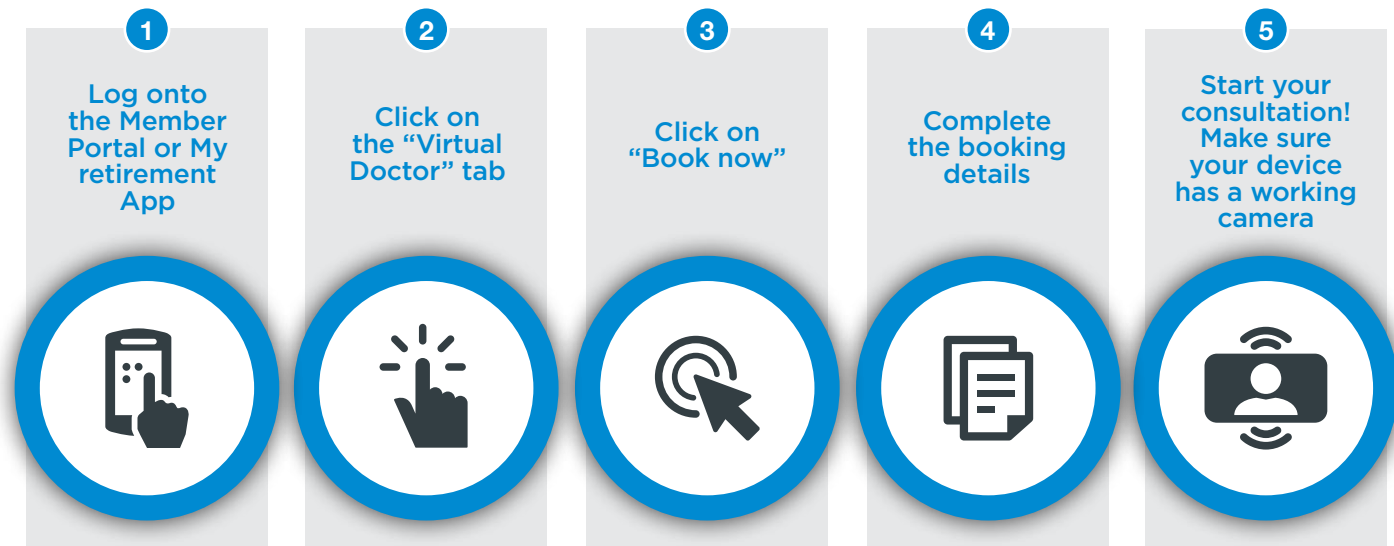 1
Log onto
the Member
Portal or My
retirement
App
2
Click on
the “Virtual
Doctor” tab
3
Click on
“Book now”
4
Complete
the booking
details
5
Start your
consultation!
Make sure
your device
has a working
camera